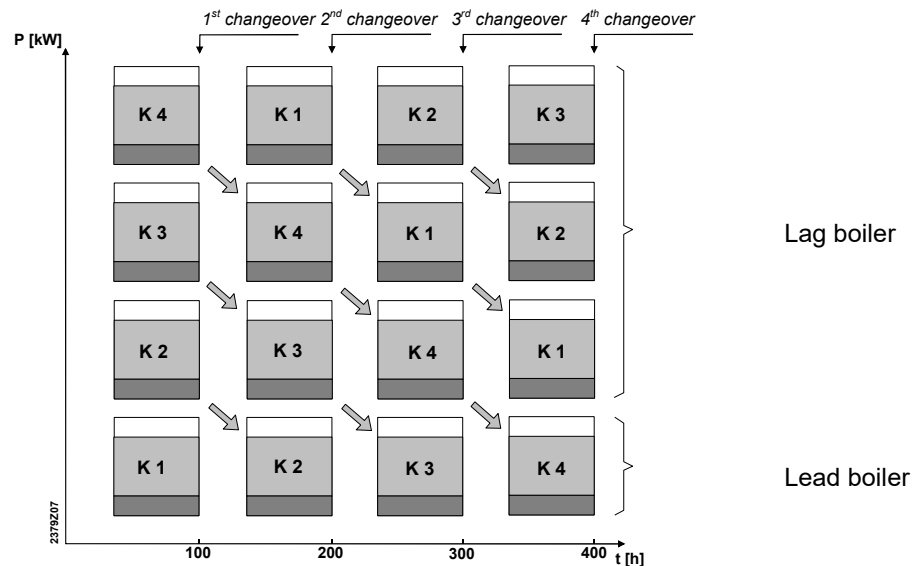 1st changeover 2nd changeover 3rd changeover 4th changeover
P [kW]
K 4 K 1 K 2 K 3
K 3 K 4 K 1 K 2
Lag boiler
K 2 K 3 K 4 K 1
K 1 K 2 K 3 K 4
Lead boiler
2379Z07
100 200 300 400 t [h]